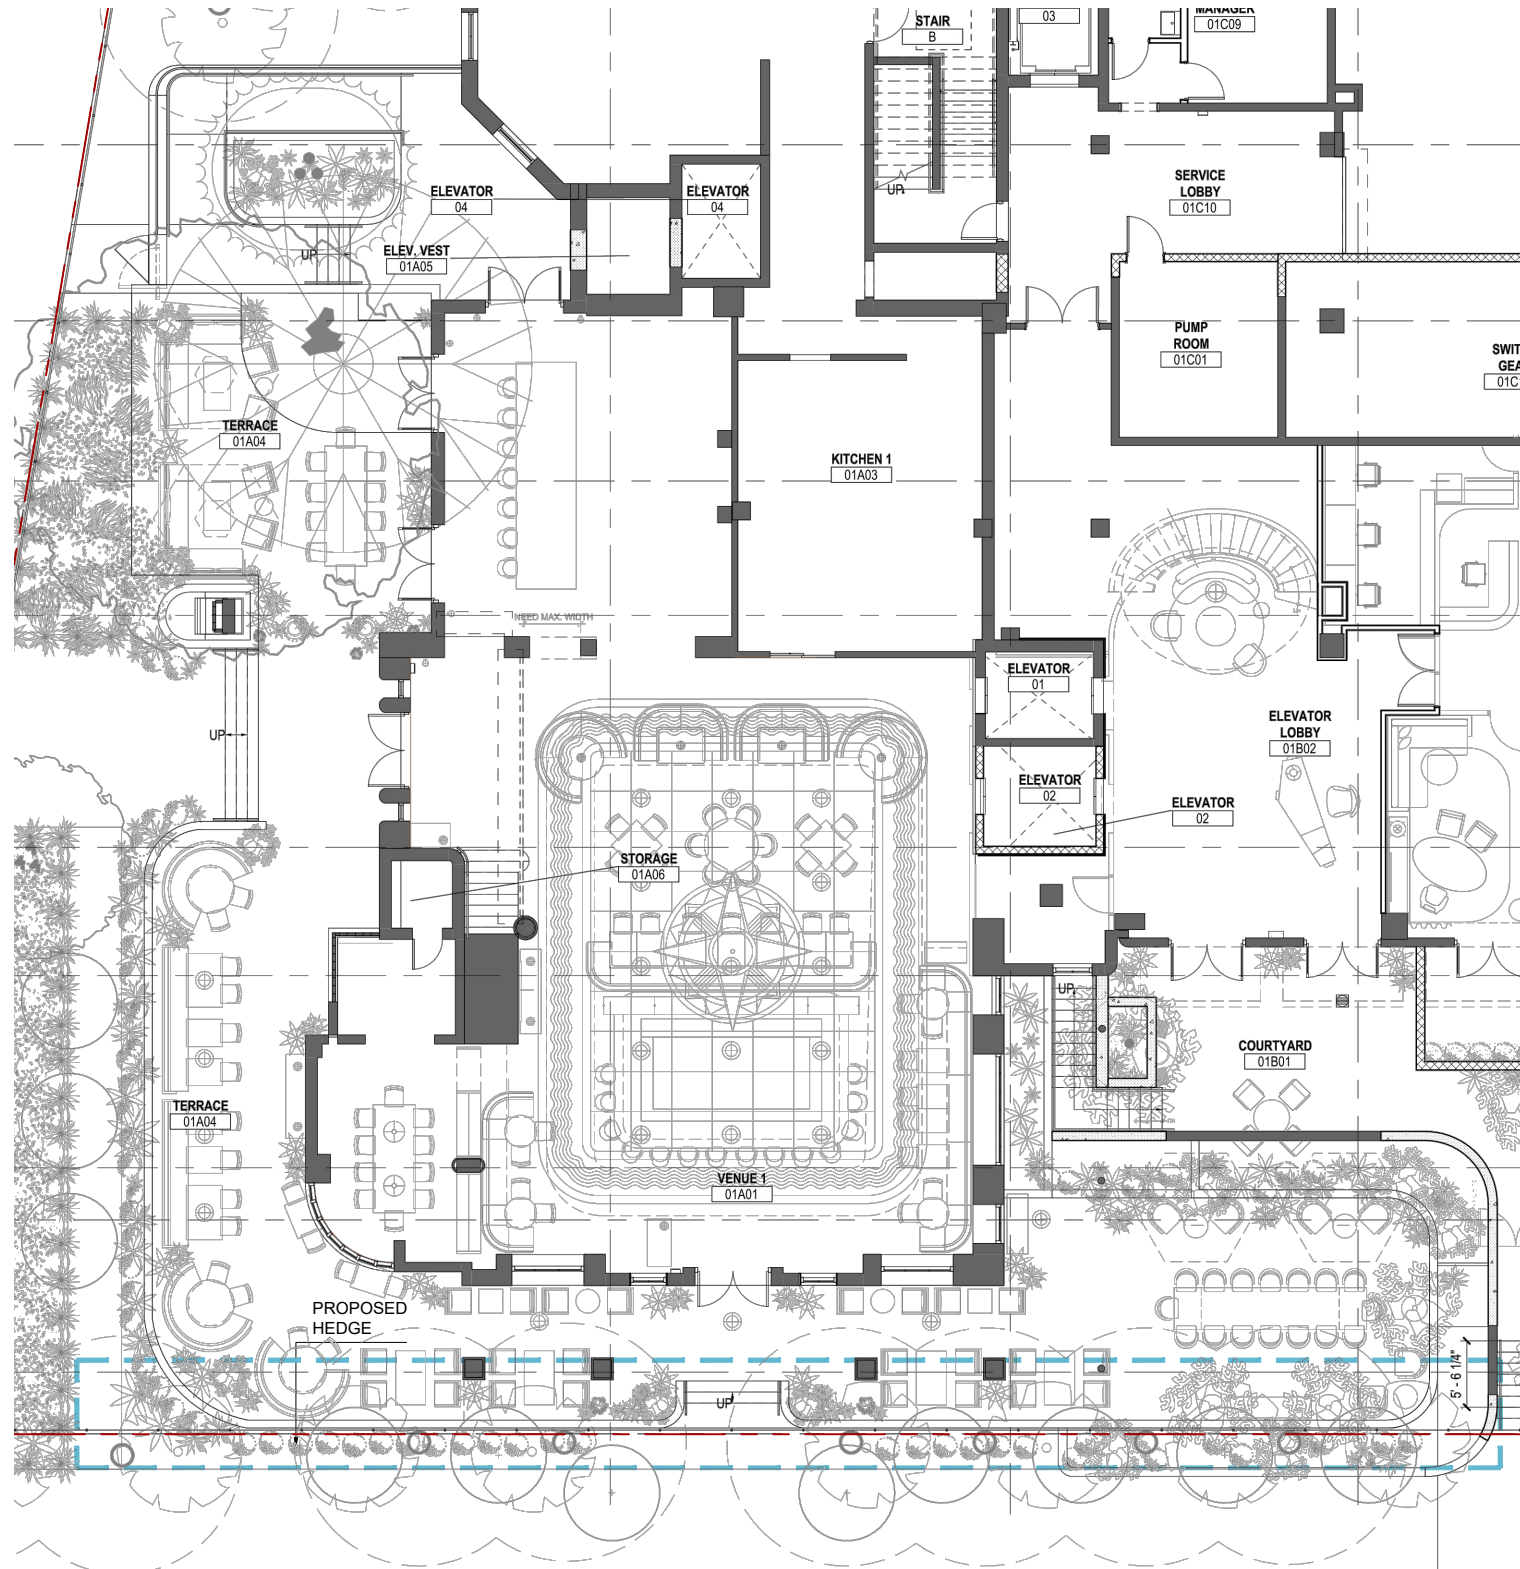 STAIR
B
03
MANAGER
01C09
SERVICE
LOBBY
01C10
UP
ELEVATOR
04
ELEVATOR
04
UP
ELEV. VEST
01A05
PUMP
ROOM
01C01
TERRACE
01A04
KITCHEN 1
01A03
NEED MAX. WIDTH
ELEVATOR
01
ELEVATOR
LOBBY
01B02
UP
ELEVATOR
02
ELEVATOR
02
STORAGE
01A06
UP
COURTYARD
01B01
TERRACE
01A04
VENUE 1
01A01
PROPOSED
HEDGE
5' - 6 1/4"
UP